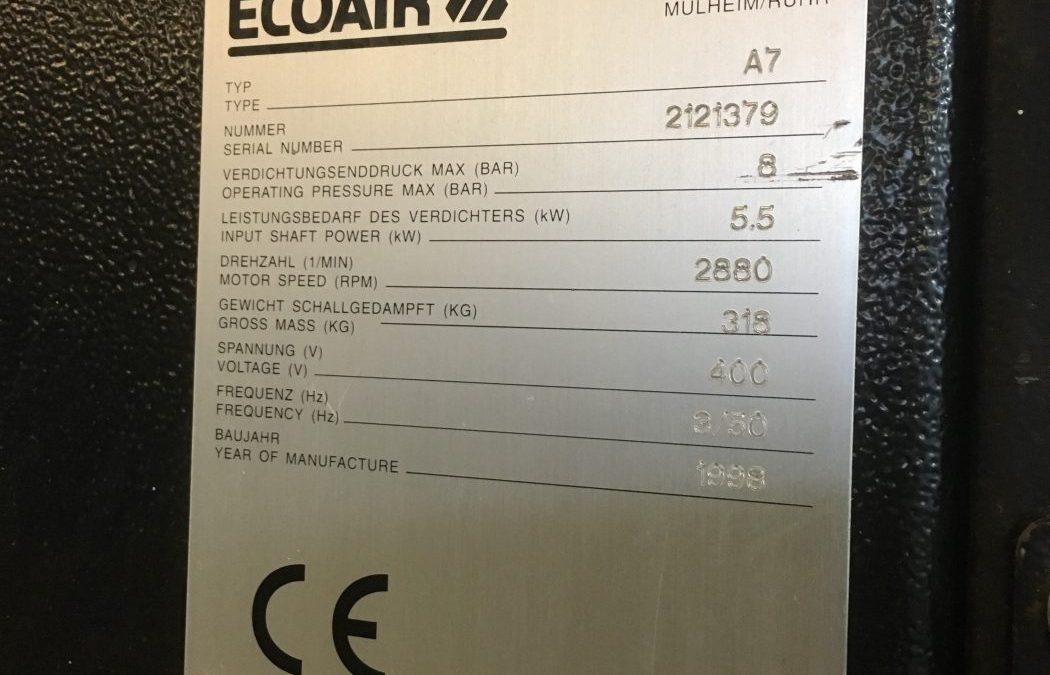 ECOAIR
MÜLHEIM/RUHR
TYP
TYPE A7
NUMMER
SERIAL NUMBER 2121379
VERDICHTUNGSENDDRUCK MAX (BAR)
OPERATING PRESSURE MAX (BAR) 8
LEISTUNGSBEDARF DES VERDICHTERS (kW)
INPUT SHAFT POWER (kW) 5.5
DREHZAHL (1/MIN)
MOTOR SPEED (RPM) 2880
GEWICHT SCHALLGEDAMPFT (KG)
GROSS MASS (KG) 318
SPANNUNG (V)
VOLTAGE (V) 400
FREQUENZ (Hz)
FREQUENCY (Hz) 3/50
BAUJAHR
YEAR OF MANUFACTURE 1998
CE